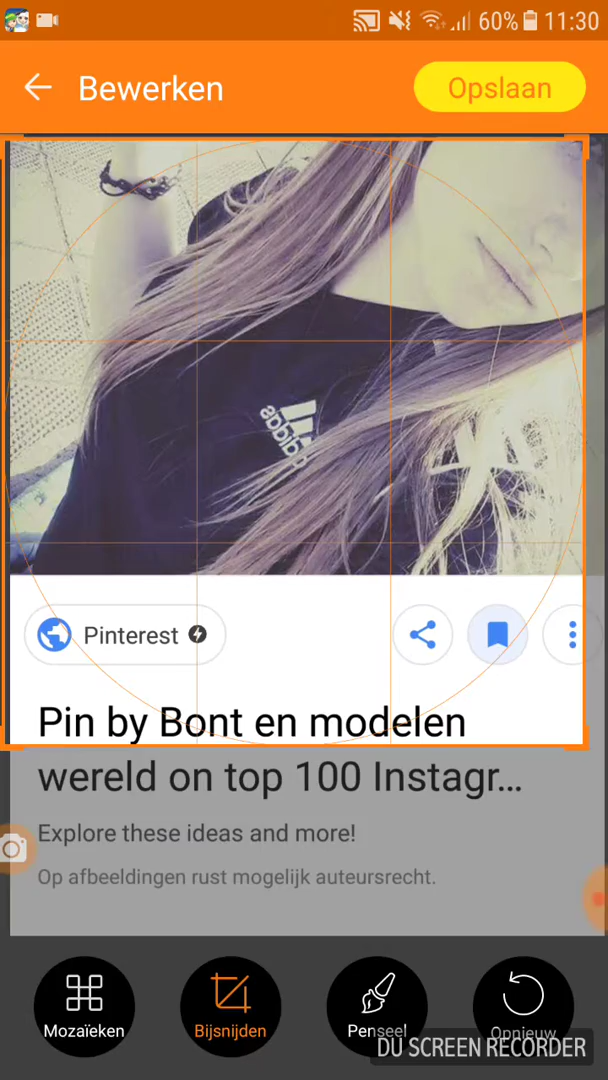 60% 11:30
Bewerken
Opslaan
adidas
Pinterest
Pin by Bont en modelen
wereld on top 100 Instagr...
Explore these ideas and more!
Op afbeeldingen rust mogelijk auteursrecht.
Mozaïeken
Bijsnijden
Penseel
Opnieuw
DU SCREEN RECORDER